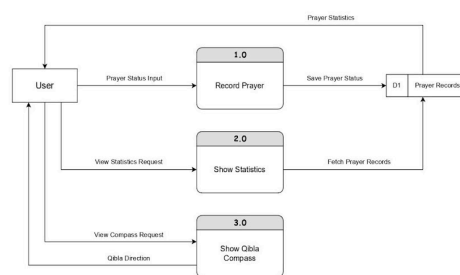 Prayer Statistics
1.0
User
Prayer Status Input
Record Prayer
Save Prayer Status
D1
Prayer Records
2.0
View Statistics Request
Show Statistics
Fetch Prayer Records
3.0
View Compass Request
Show Qibla
Compass
Qibla Direction